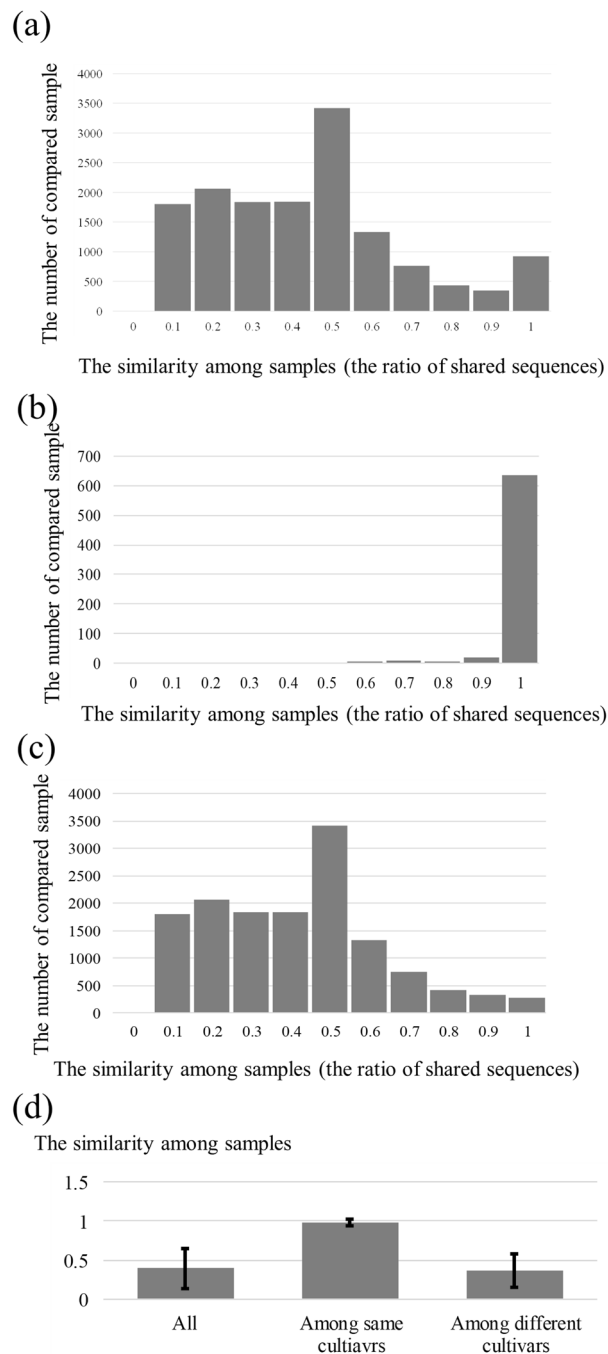 (a)
The number of compared sample
4000
3500
3000
2500
2000
1500
1000
500
0
0 0.1 0.2 0.3 0.4 0.5 0.6 0.7 0.8 0.9 1
The similarity among samples (the ratio of shared sequences)
(b)
The number of compared sample
700
600
500
400
300
200
100
0
0 0.1 0.2 0.3 0.4 0.5 0.6 0.7 0.8 0.9 1
The similarity among samples (the ratio of shared sequences)
(c)
The number of compared sample
4000
3500
3000
2500
2000
1500
1000
500
0
0 0.1 0.2 0.3 0.4 0.5 0.6 0.7 0.8 0.9 1
The similarity among samples (the ratio of shared sequences)
(d)
The similarity among samples
1.5
1
0.5
0
All
Among same
cultiavrs
Among different
cultivars